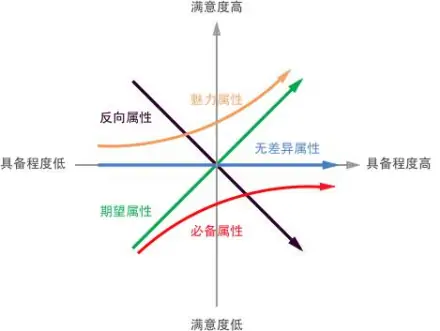 满意度高
魅力属性
反向属性
无差异属性
具备程度低
具备程度高
期望属性
必备属性
满意度低